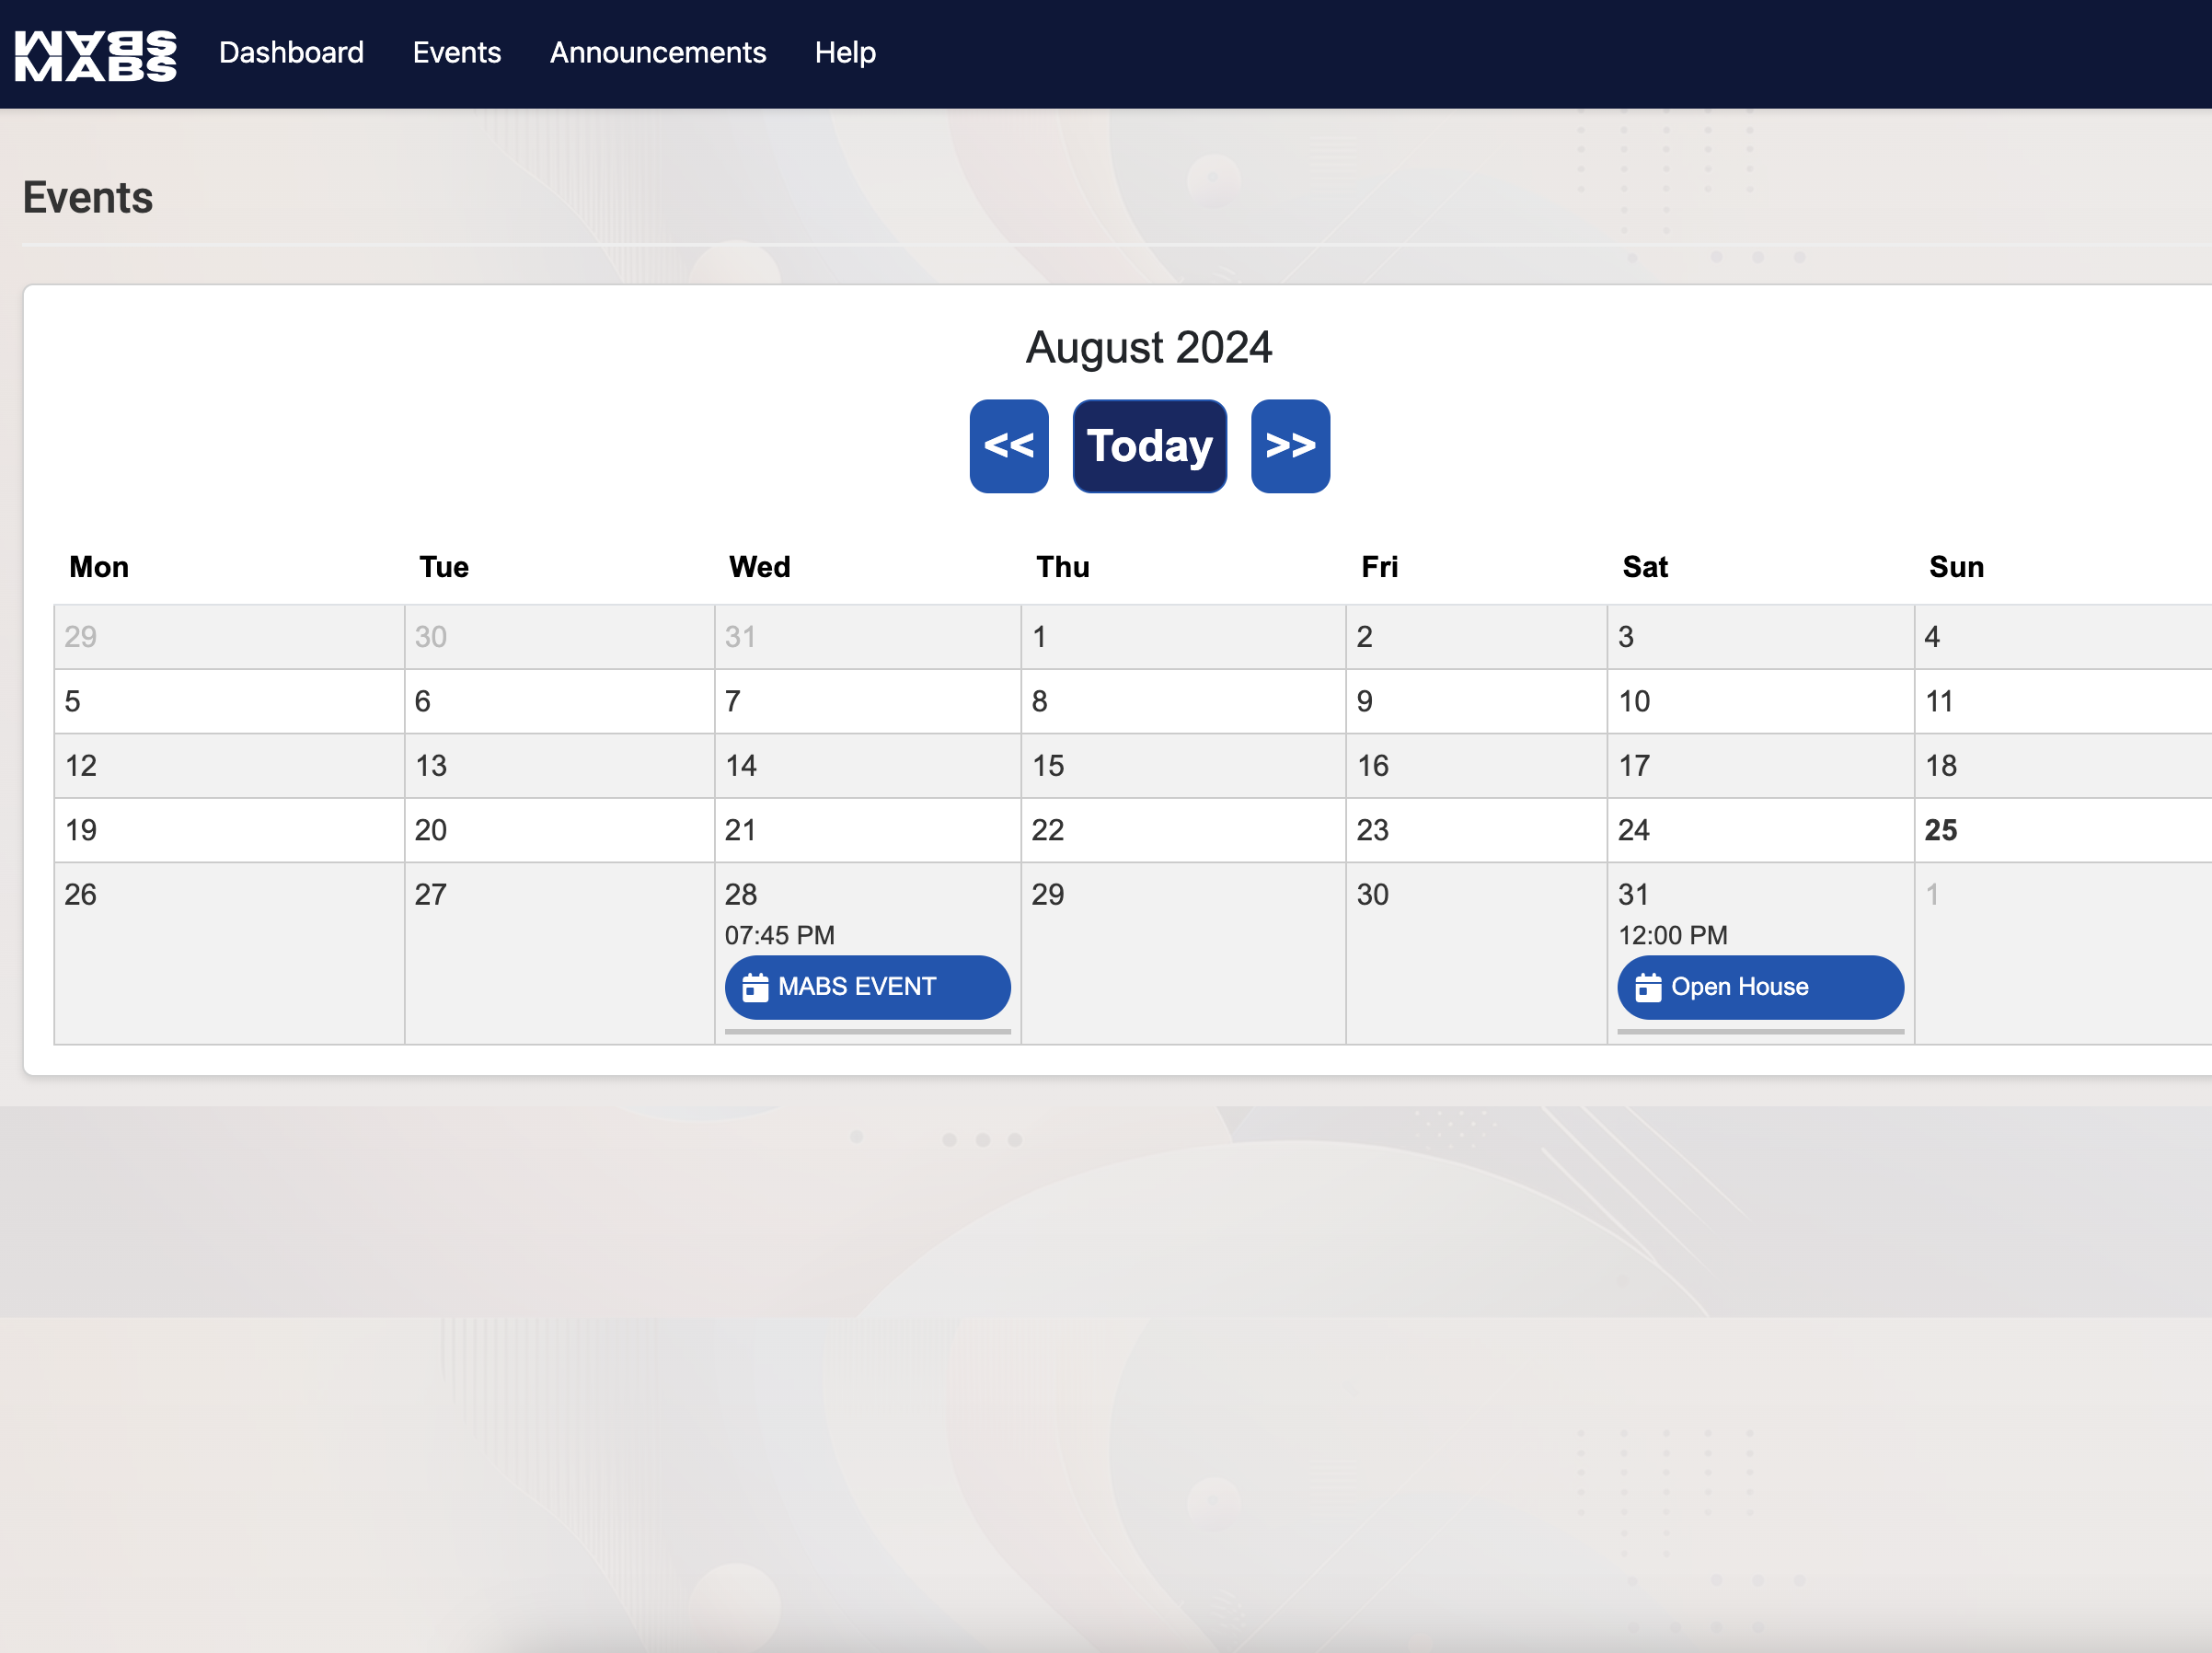 MABS
MABS Dashboard Events Announcements Help
Events
August 2024
<< Today >>
Mon Tue Wed Thu Fri Sat Sun
29 30 31 1 2 3 4
5 6 7 8 9 10 11
12 13 14 15 16 17 18
19 20 21 22 23 24 25
26 27 28 29 30 31 1
07:45 PM 12:00 PM
MABS EVENT Open House